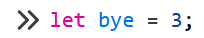 >> let bye = 3;